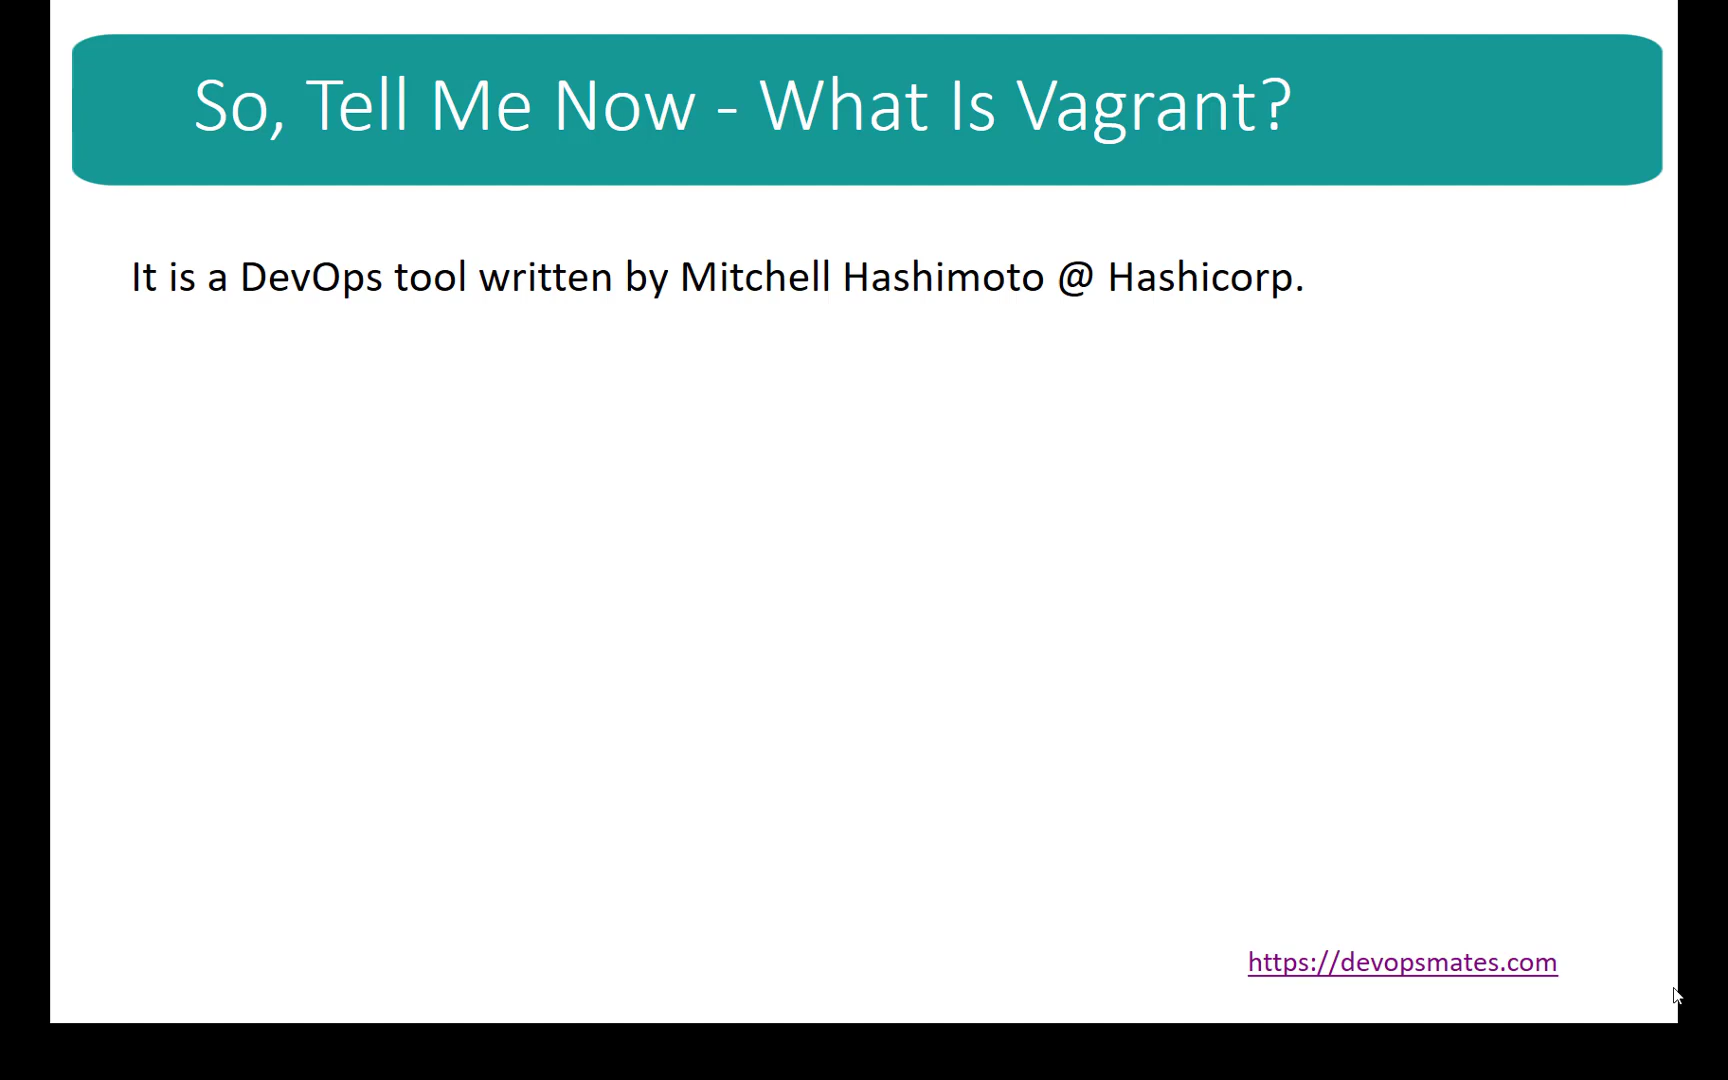 So, Tell Me Now - What Is Vagrant?
It is a DevOps tool written by Mitchell Hashimoto @ Hashicorp.
https://devopsmates.com